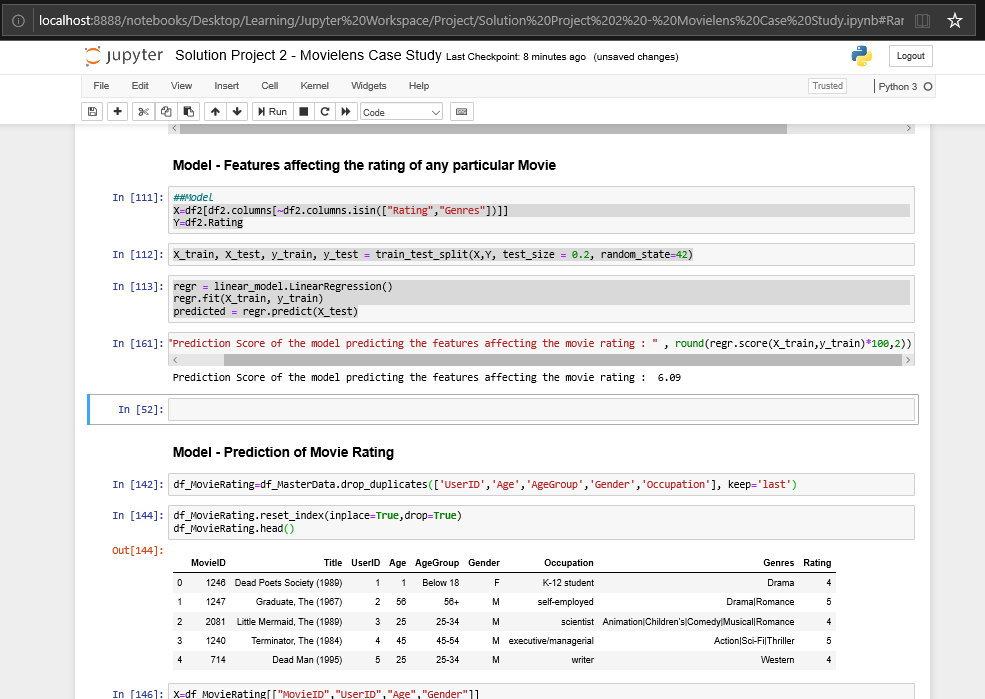 localhost:8888/notebooks/Desktop/Learning/Jupyter%20Workspace/Project/Solution%20Project%202%20-%20Movielens%20Case%20Study.ipynb#Rar
jupyter Solution Project 2 - Movielens Case Study Last Checkpoint: 8 minutes ago (unsaved changes) Logout
File Edit View Insert Cell Kernel Widgets Help Trusted Python 3
Run Code
Model - Features affecting the rating of any particular Movie
In [111]: ##Model
X=df2[df2.columns[~df2.columns.isin(["Rating","Genres"])]]
Y=df2.Rating
In [112]: X_train, X_test, y_train, y_test = train_test_split(X,Y, test_size = 0.2, random_state=42)
In [113]: regr = linear_model.LinearRegression()
regr.fit(X_train, y_train)
predicted = regr.predict(X_test)
In [161]: "Prediction Score of the model predicting the features affecting the movie rating : " , round(regr.score(X_train,y_train)*100,2))
Prediction Score of the model predicting the features affecting the movie rating :  6.09
In [52]:
Model - Prediction of Movie Rating
In [142]: df_MovieRating=df_MasterData.drop_duplicates(['UserID','Age','AgeGroup','Gender','Occupation'], keep='last')
In [144]: df_MovieRating.reset_index(inplace=True,drop=True)
df_MovieRating.head()
Out[144]:
MovieID Title UserID Age AgeGroup Gender Occupation Genres Rating
0 1246 Dead Poets Society (1989) 1 1 Below 18 F K-12 student Drama 4
1 1247 Graduate, The (1967) 2 56 56+ M self-employed Drama|Romance 5
2 2081 Little Mermaid, The (1989) 3 25 25-34 M scientist Animation|Children's|Comedy|Musical|Romance 4
3 1240 Terminator, The (1984) 4 45 45-54 M executive/managerial Action|Sci-Fi|Thriller 5
4 714 Dead Man (1995) 5 25 25-34 M writer Western 4
In [146]: X=df_MovieRating[["MovieID","UserID","Age","Gender"]]